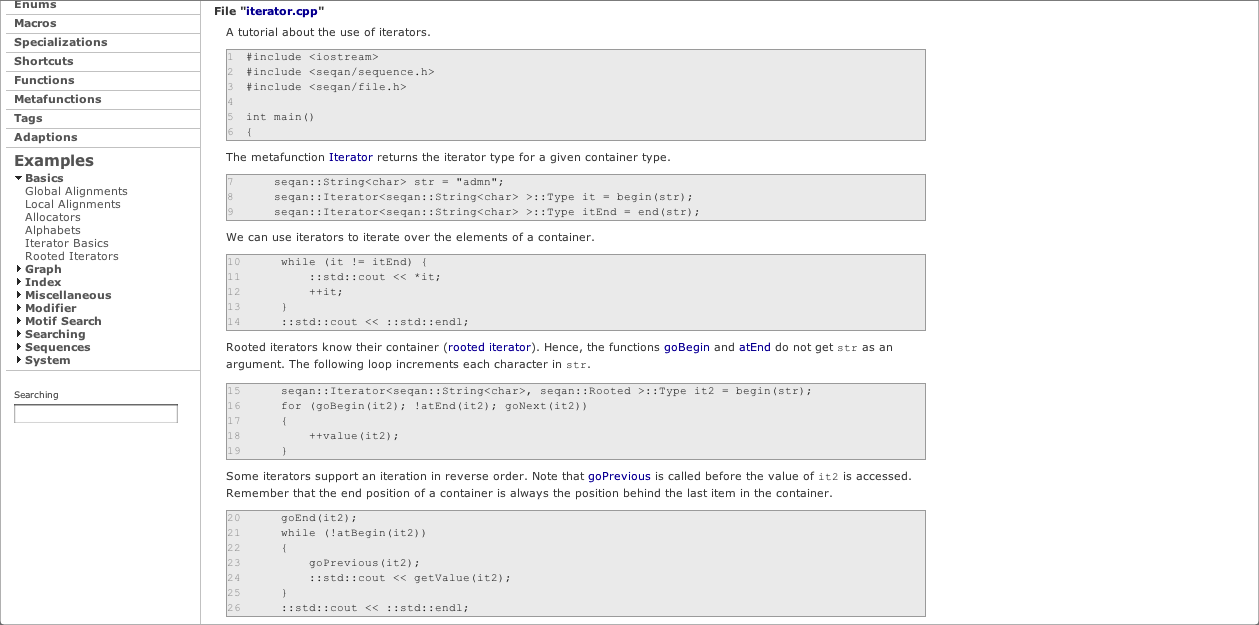 Enums
Macros
Specializations
Shortcuts
Functions
Metafunctions
Tags
Adaptions
Examples
Basics
Global Alignments
Local Alignments
Allocators
Alphabets
Iterator Basics
Rooted Iterators
Graph
Index
Miscellaneous
Modifier
Motif Search
Searching
Sequences
System
Searching
File "iterator.cpp"
A tutorial about the use of iterators.
1 #include <iostream>
2 #include <seqan/sequence.h>
3 #include <seqan/file.h>
4
5 int main()
6 {
The metafunction Iterator returns the iterator type for a given container type.
7     seqan::String<char> str = "admn";
8     seqan::Iterator<seqan::String<char> >::Type it = begin(str);
9     seqan::Iterator<seqan::String<char> >::Type itEnd = end(str);
We can use iterators to iterate over the elements of a container.
10     while (it != itEnd) {
11         ::std::cout << *it;
12         ++it;
13     }
14     ::std::cout << ::std::endl;
Rooted iterators know their container (rooted iterator). Hence, the functions goBegin and atEnd do not get str as an
argument. The following loop increments each character in str.
15     seqan::Iterator<seqan::String<char>, seqan::Rooted >::Type it2 = begin(str);
16     for (goBegin(it2); !atEnd(it2); goNext(it2))
17     {
18         ++value(it2);
19     }
Some iterators support an iteration in reverse order. Note that goPrevious is called before the value of it2 is accessed.
Remember that the end position of a container is always the position behind the last item in the container.
20     goEnd(it2);
21     while (!atBegin(it2))
22     {
23         goPrevious(it2);
24         ::std::cout << getValue(it2);
25     }
26     ::std::cout << ::std::endl;